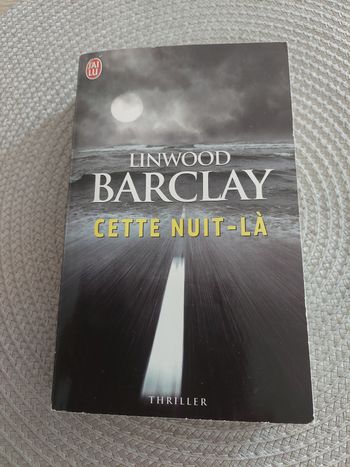 J'AI
LU
LINWOOD
BARCLAY
CETTE NUIT-LÀ
THRILLER